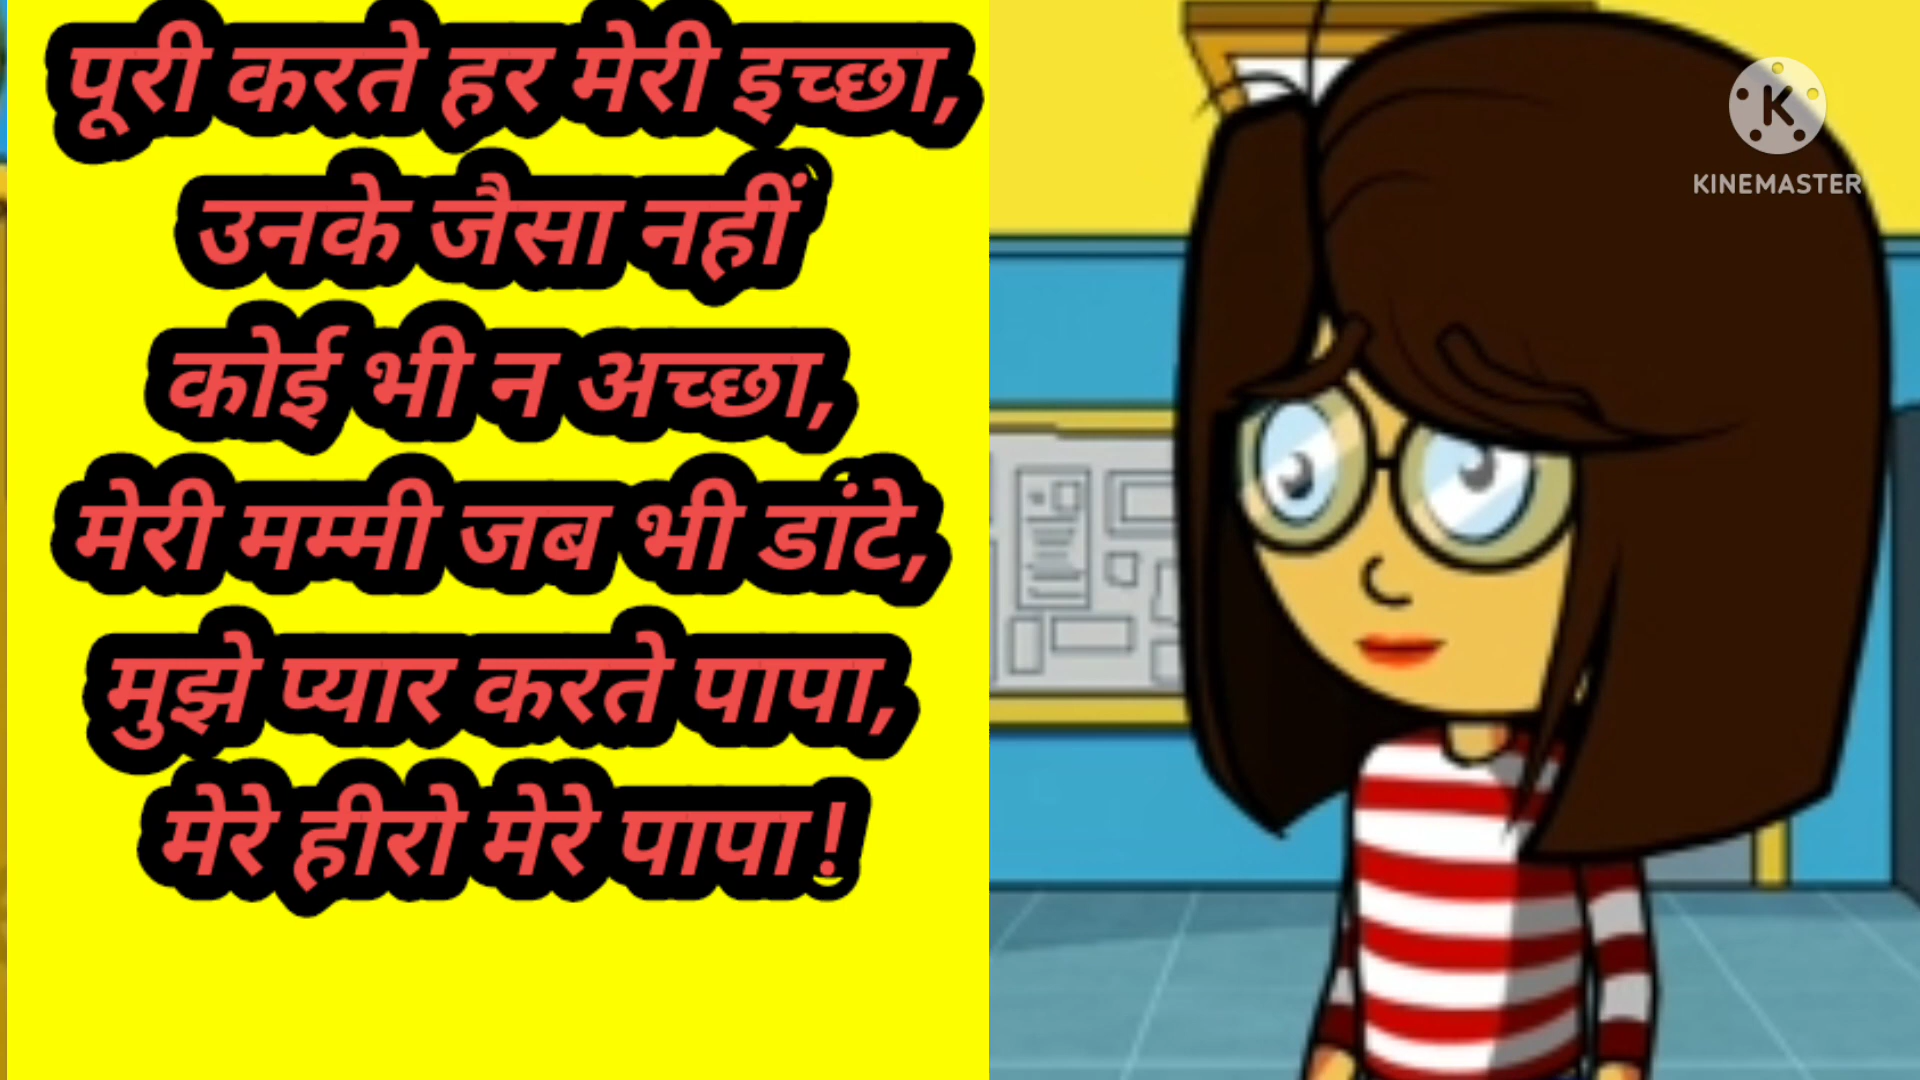 पूरी करते हर मेरी इच्छा,
उनके जैसा नहीं
कोई भी न अच्छा,
मेरी मम्मी जब भी डांटे,
मुझे प्यार करते पापा,
मेरे हीरो मेरे पापा!
K
KINEMASTER